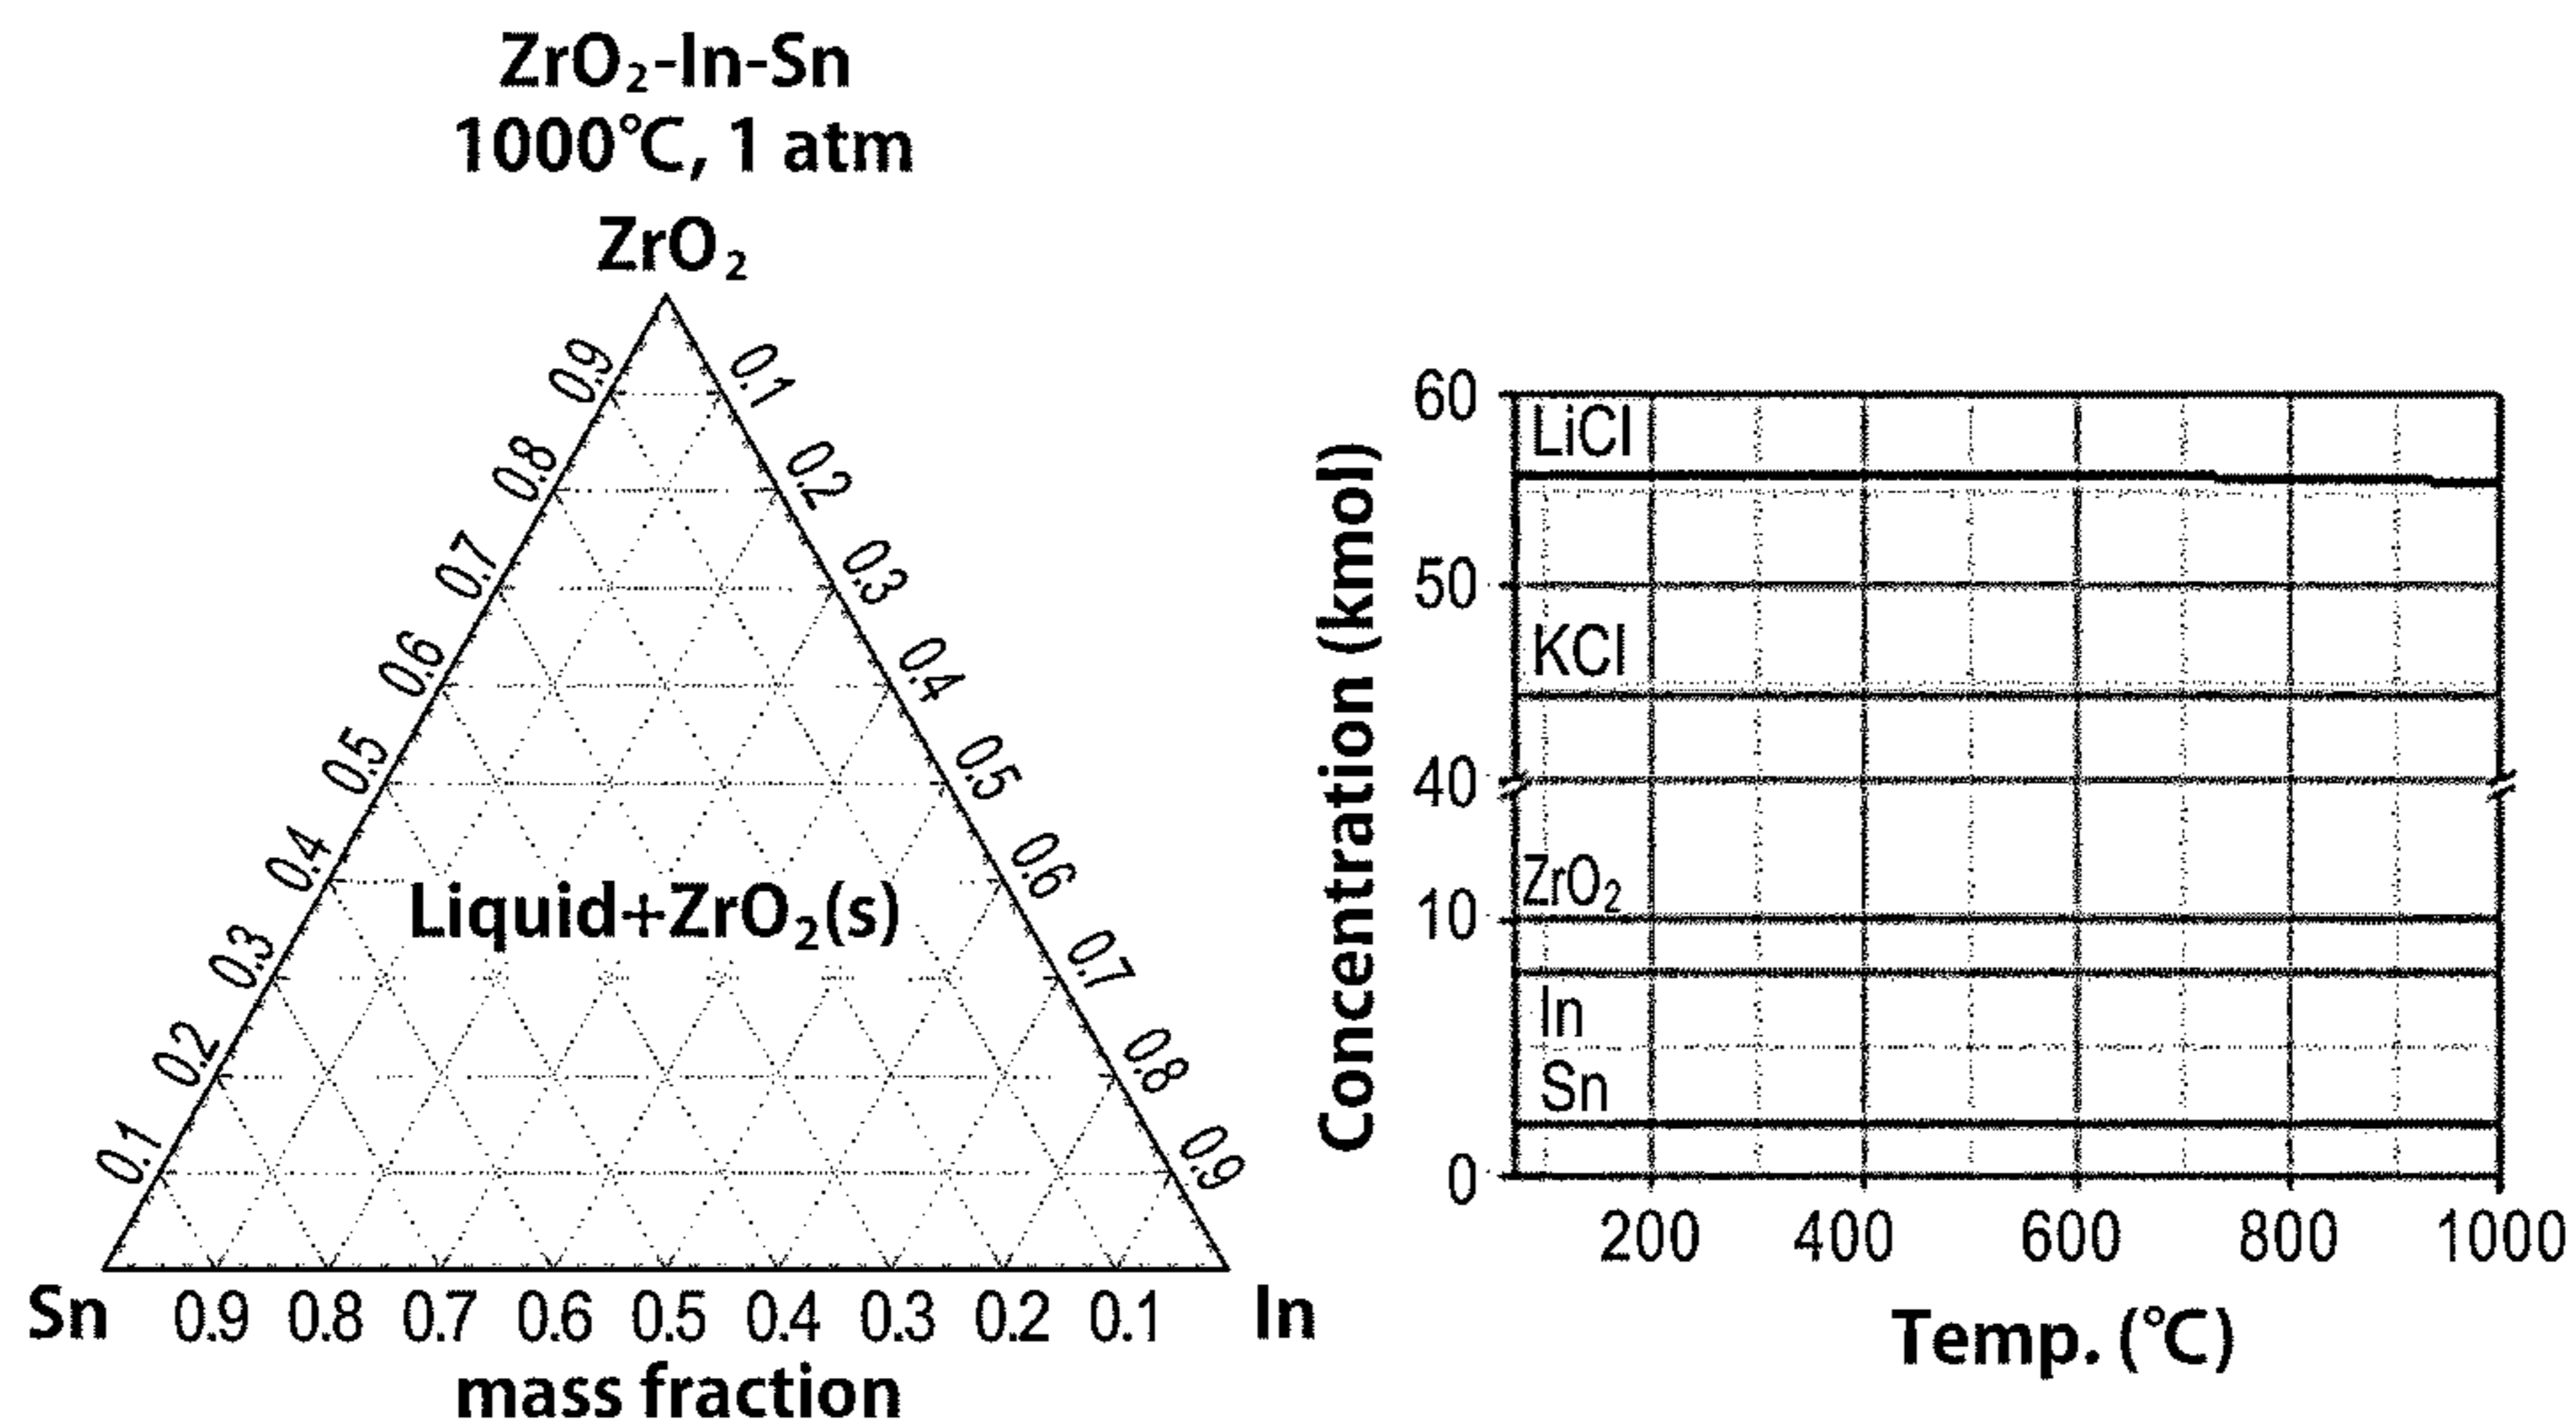 ZrO₂-In-Sn
1000℃, 1 atm
ZrO₂
0.9
0.8
0.7
0.6
0.5
0.4
0.3
0.2
0.1
0.1
0.2
0.3
0.4
0.5
0.6
0.7
0.8
0.9
Liquid+ZrO₂(s)
Sn 0.9 0.8 0.7 0.6 0.5 0.4 0.3 0.2 0.1 In
mass fraction
Concentration (kmol)
60
50
40
10
0
LiCl
KCl
ZrO₂
In
Sn
200 400 600 800 1000
Temp. (℃)